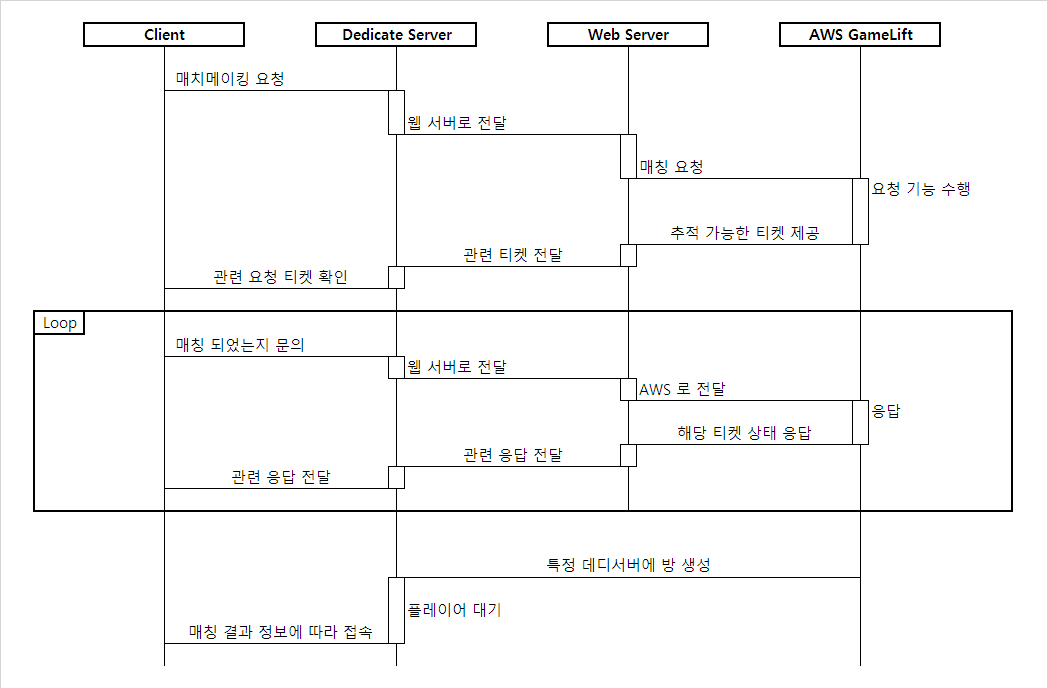 Client
Dedicate Server
Web Server
AWS GameLift
매치메이킹 요청
웹 서버로 전달
매칭 요청
요청 기능 수행
추적 가능한 티켓 제공
관련 티켓 전달
관련 요청 티켓 확인
Loop
매칭 되었는지 문의
웹 서버로 전달
AWS 로 전달
응답
해당 티켓 상태 응답
관련 응답 전달
관련 응답 전달
특정 데디서버에 방 생성
플레이어 대기
매칭 결과 정보에 따라 접속